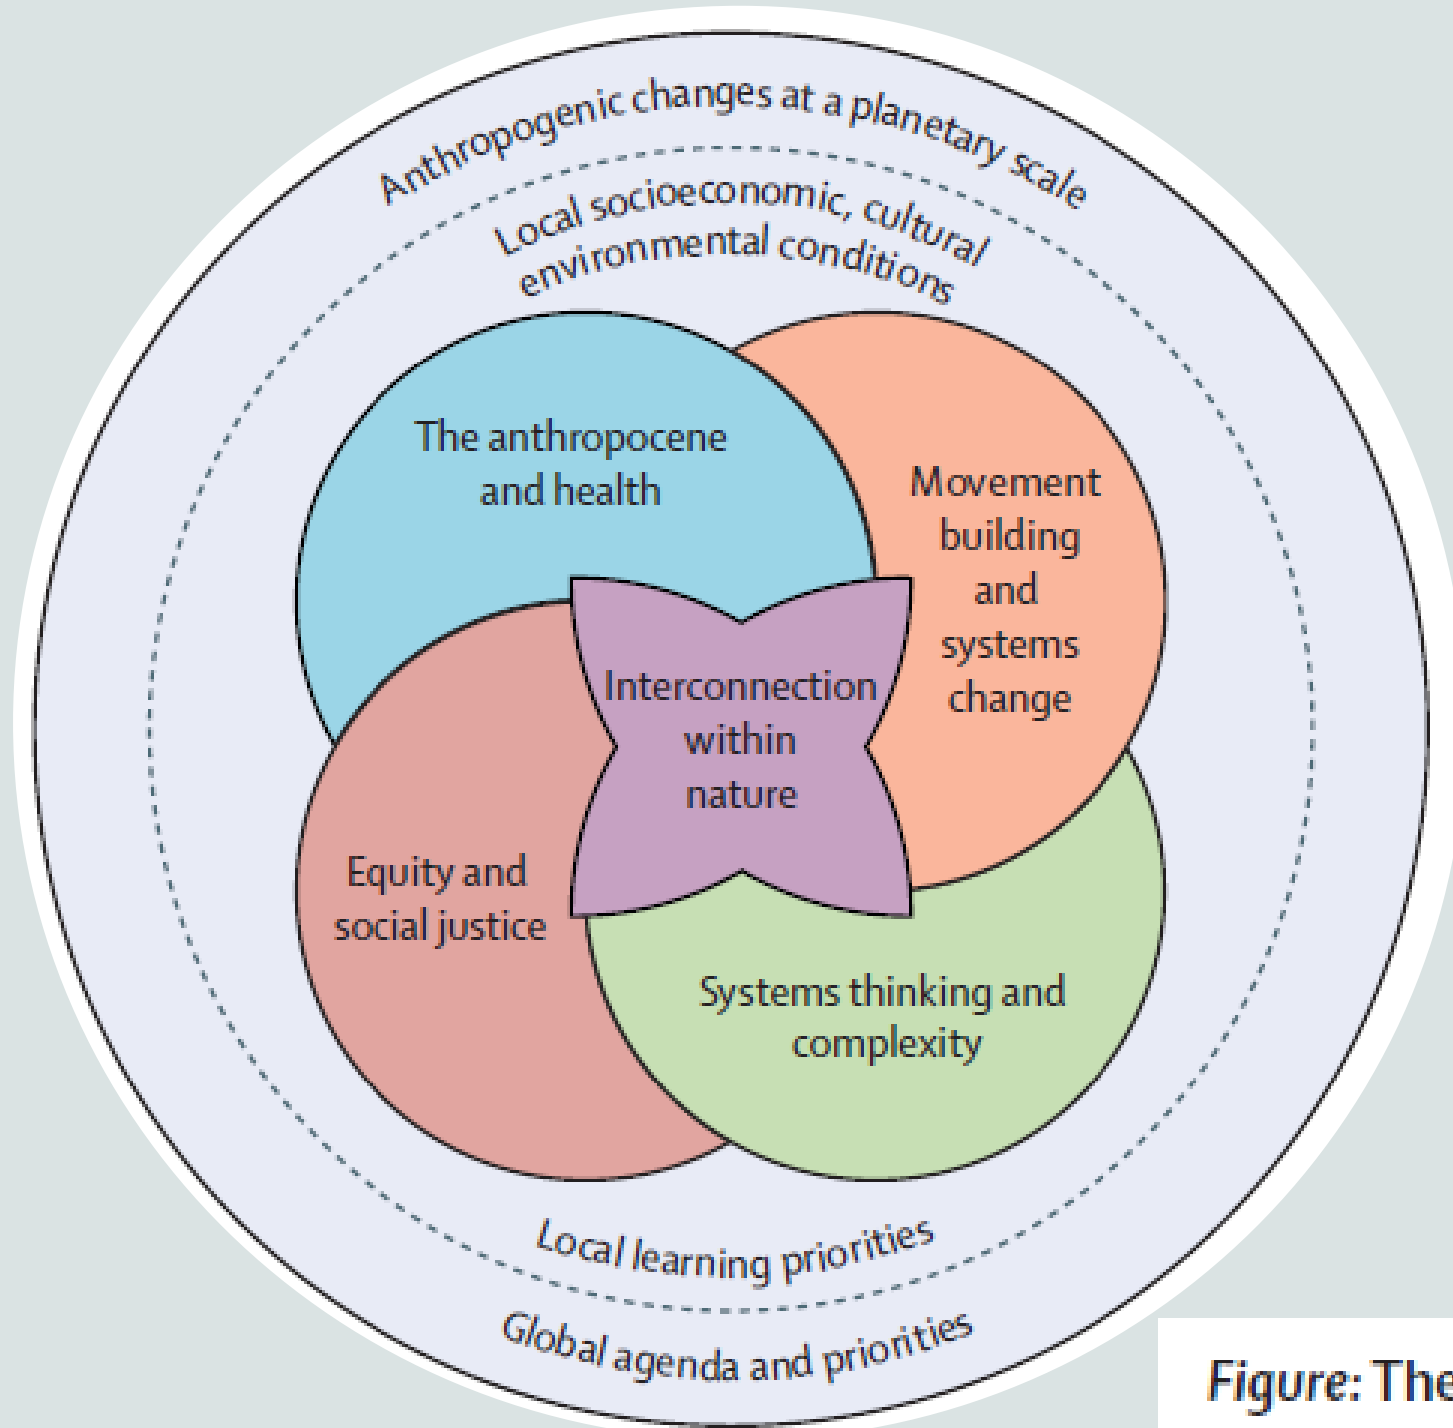 Anthropogenic changes at a planetary scale
Local socioeconomic, cultural
environmental conditions
The anthropocene
and health
Movement
building
and
systems
change
Interconnection
within
nature
Equity and
social justice
Systems thinking and
complexity
Local learning priorities
Global agenda and priorities
Figure: The